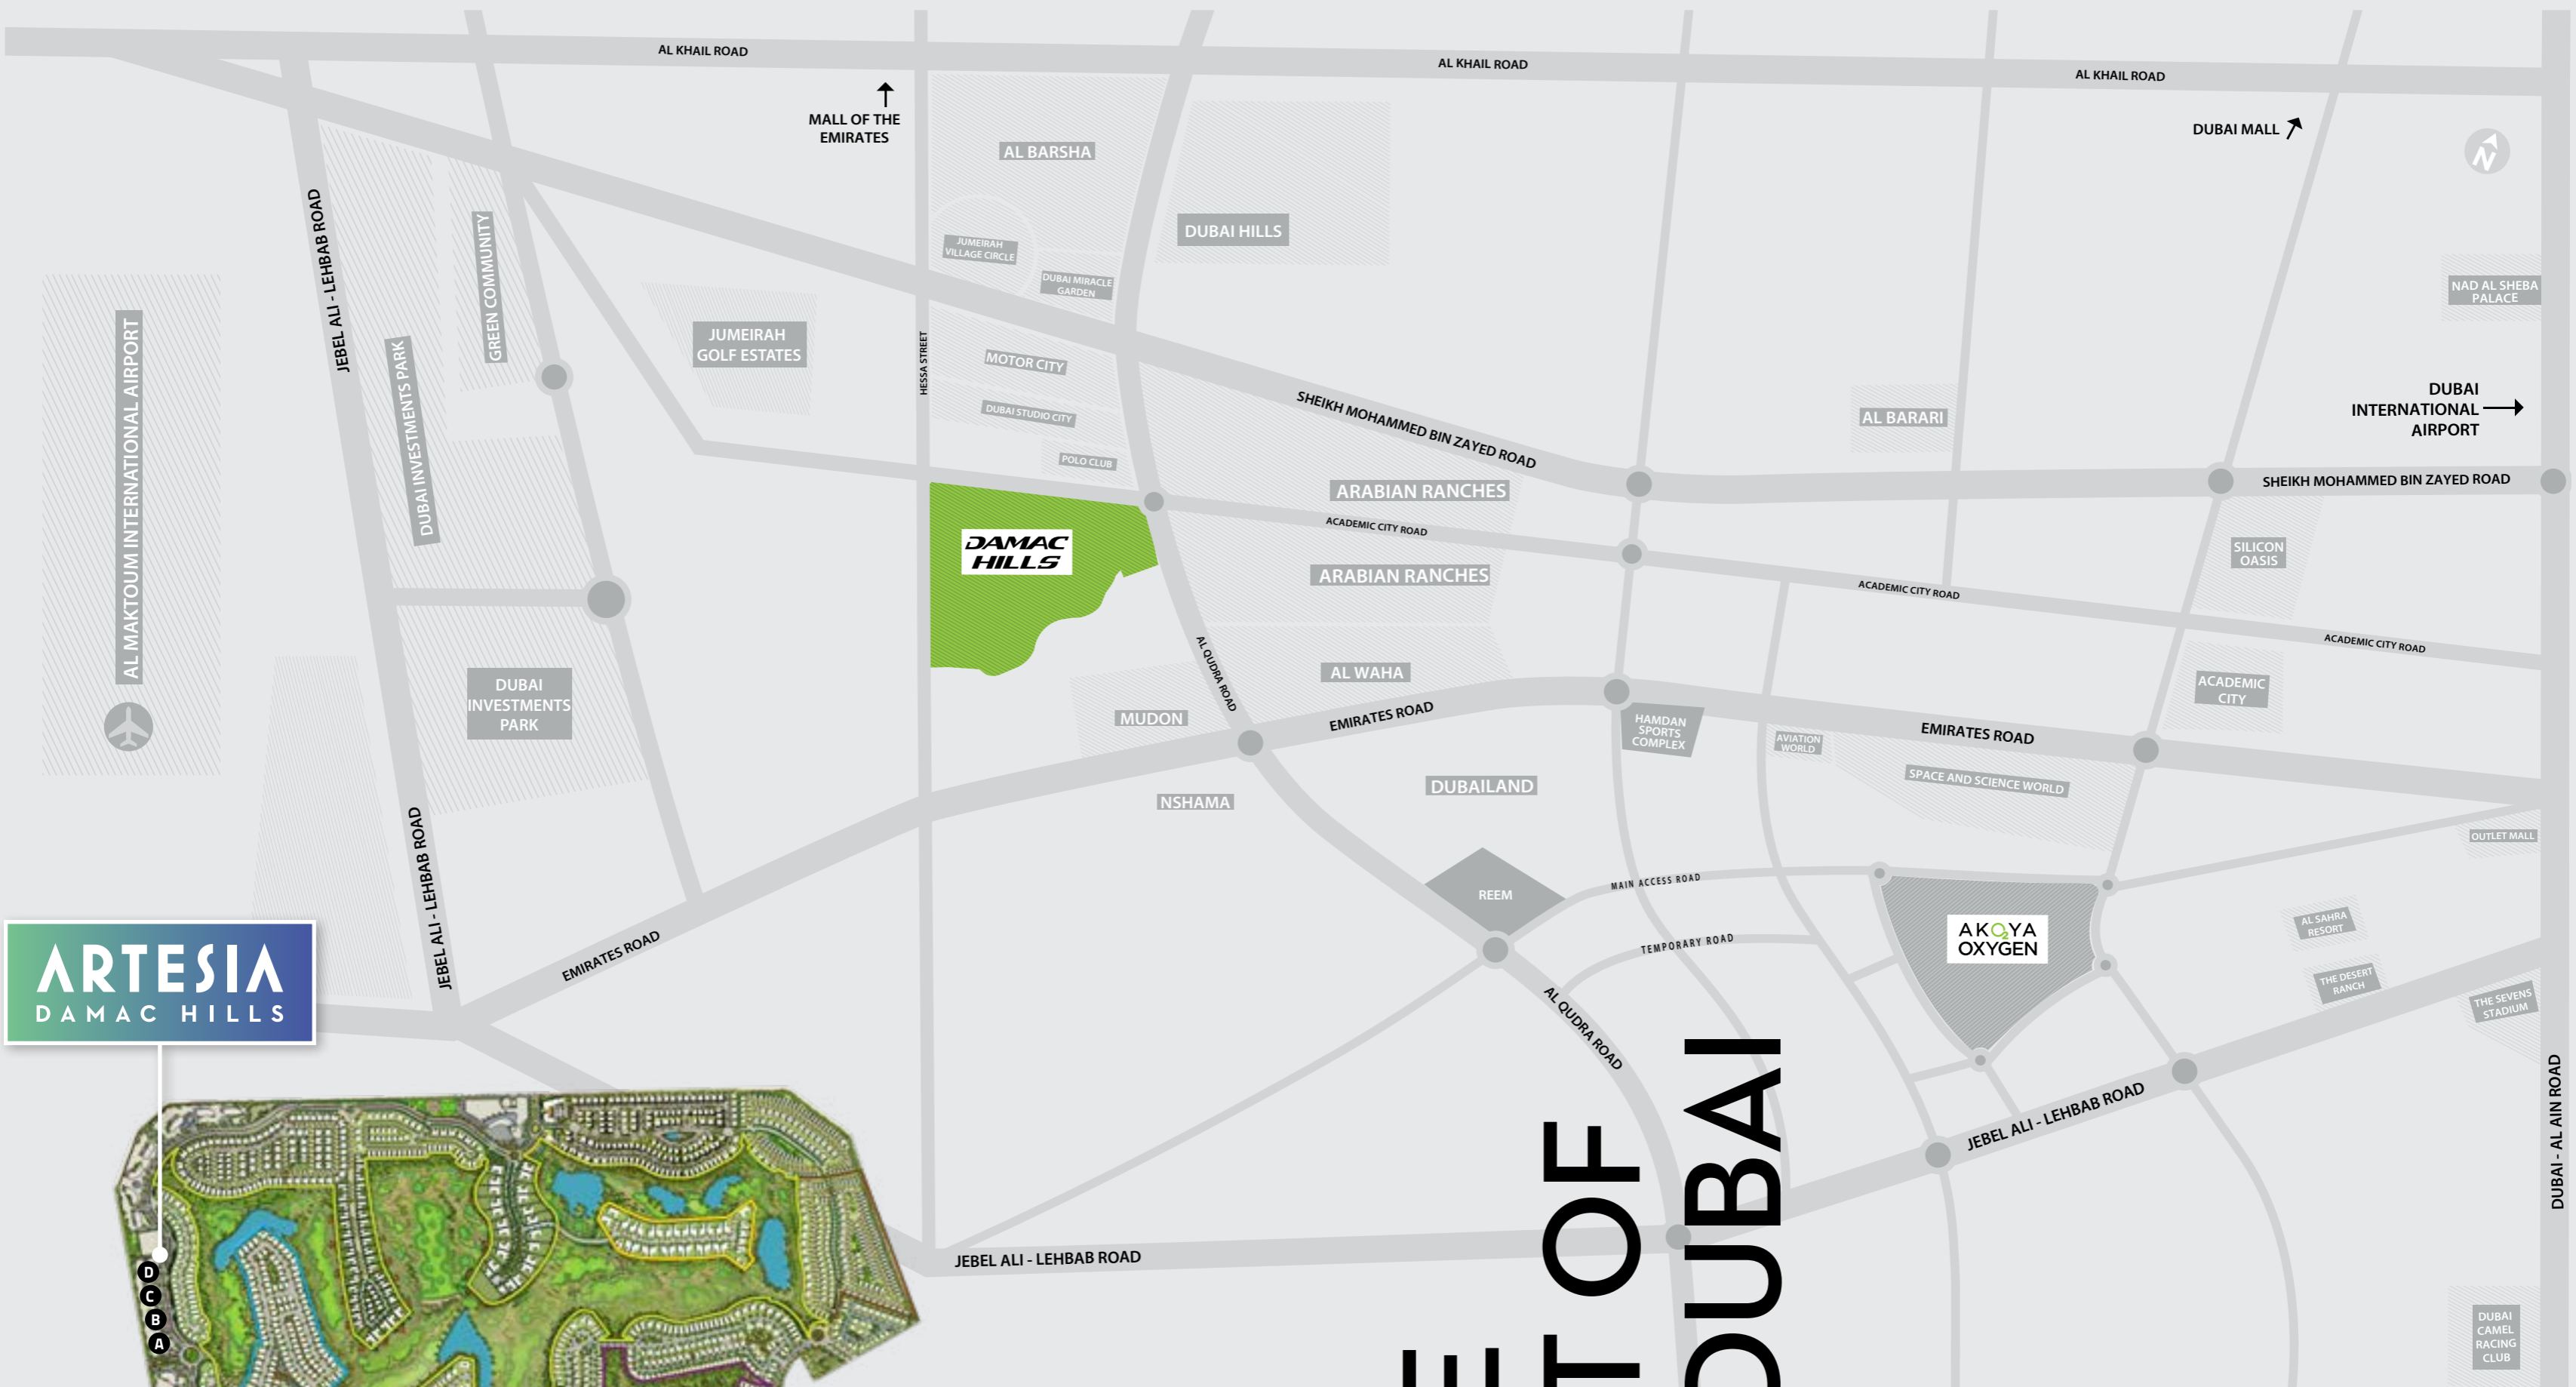 AL KHAIL ROAD
AL KHAIL ROAD
AL KHAIL ROAD
MALL OF THE
EMIRATES
DUBAI MALL
N
AL BARSHA
DUBAI HILLS
JUMEIRAH
VILLAGE CIRCLE
DUBAI MIRACLE
GARDEN
JEBEL ALI - LEHBAB ROAD
GREEN COMMUNITY
NAD AL SHEBA
PALACE
AL MAKTOUM INTERNATIONAL AIRPORT
DUBAI INVESTMENTS PARK
JUMEIRAH
GOLF ESTATES
HESSA STREET
MOTOR CITY
DUBAI STUDIO CITY
POLO CLUB
SHEIKH MOHAMMED BIN ZAYED ROAD
AL BARARI
DUBAI
INTERNATIONAL
AIRPORT
SHEIKH MOHAMMED BIN ZAYED ROAD
ARABIAN RANCHES
ACADEMIC CITY ROAD
DAMAC
HILLS
ARABIAN RANCHES
SILICON
OASIS
ACADEMIC CITY ROAD
ACADEMIC CITY ROAD
AL QUDRA ROAD
AL WAHA
DUBAI
INVESTMENTS
PARK
ACADEMIC
CITY
MUDON
EMIRATES ROAD
HAMDAN
SPORTS
COMPLEX
AVIATION
WORLD
EMIRATES ROAD
SPACE AND SCIENCE WORLD
DUBAILAND
NSHAMA
OUTLET MALL
JEBEL ALI - LEHBAB ROAD
REEM
MAIN ACCESS ROAD
TEMPORARY ROAD
AKO2YA
OXYGEN
AL SAHRA
RESORT
THE DESERT
RANCH
THE SEVENS
STADIUM
EMIRATES ROAD
ARTESIA
DAMAC HILLS
AL QUDRA ROAD
JEBEL ALI - LEHBAB ROAD
DUBAI - AL AIN ROAD
JEBEL ALI - LEHBAB ROAD
D
C
B
A
E
T OF
DUBAI
DUBAI
CAMEL
RACING
CLUB